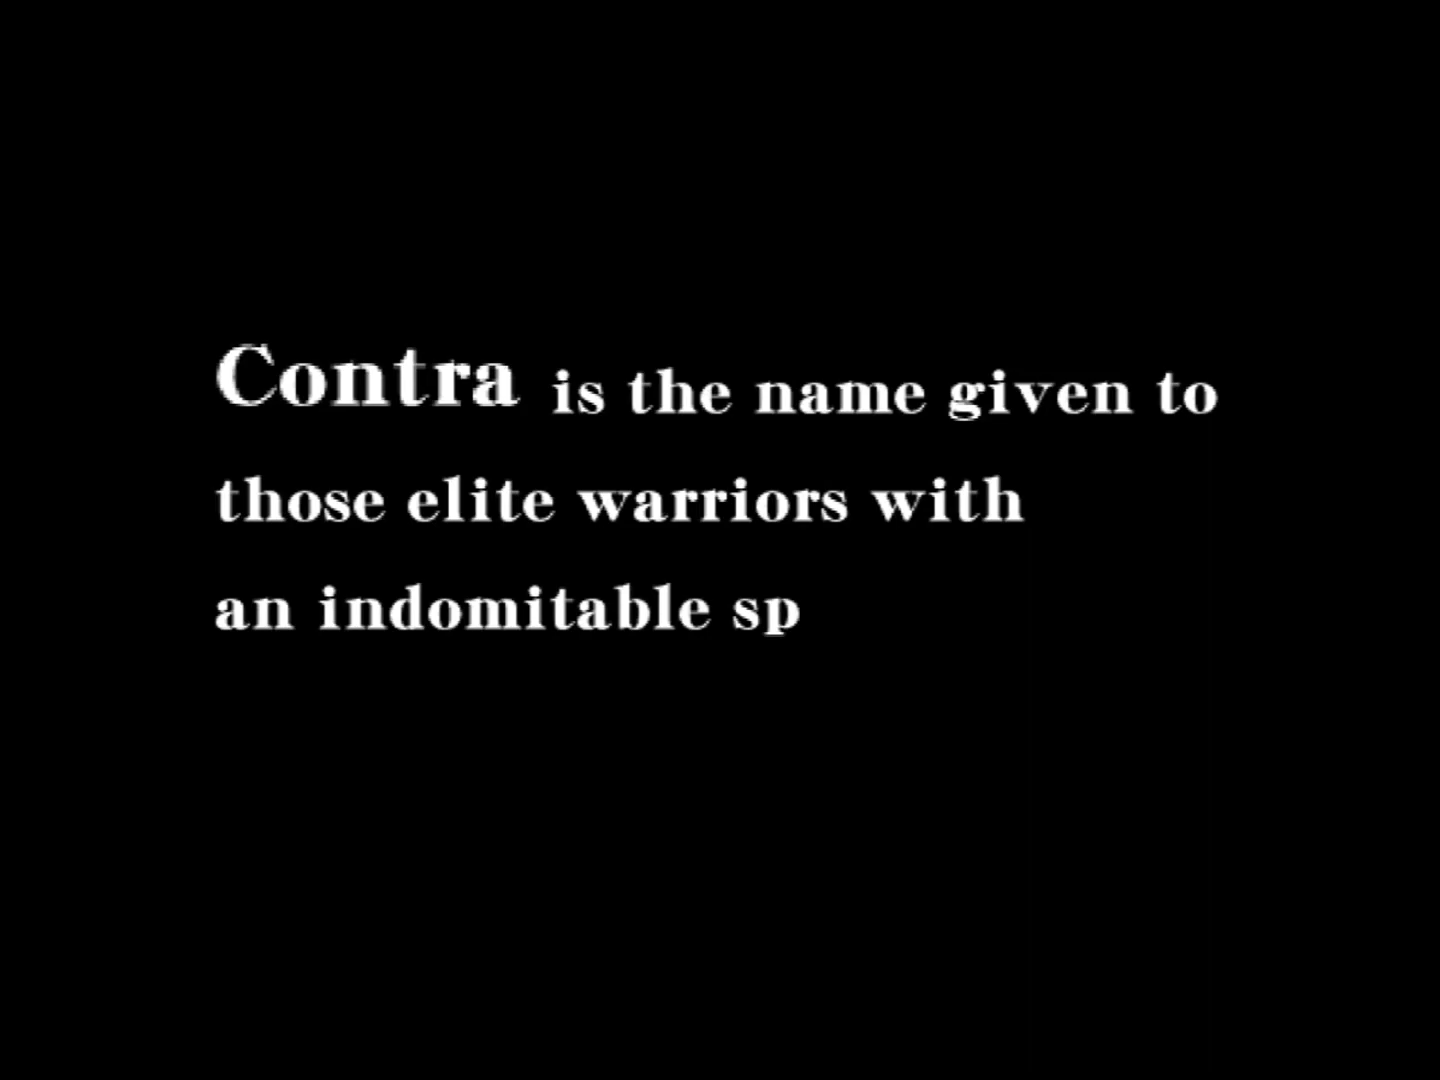 Contra is the name given to
those elite warriors with
an indomitable sp